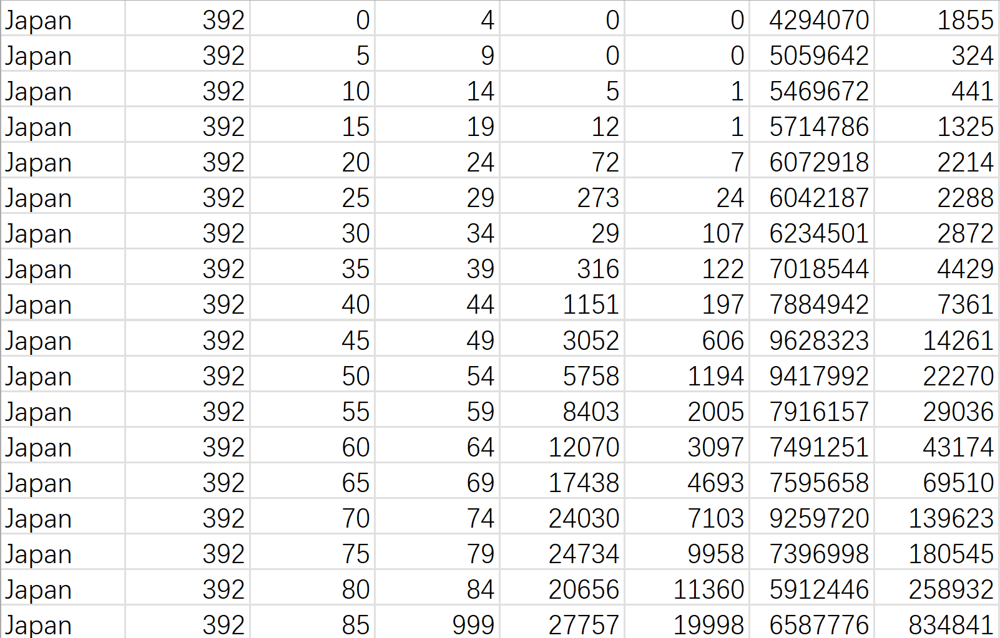 Japan 392 0 4 0 0 4294070 1855
Japan 392 5 9 0 0 5059642 324
Japan 392 10 14 5 1 5469672 441
Japan 392 15 19 12 1 5714786 1325
Japan 392 20 24 72 7 6072918 2214
Japan 392 25 29 273 24 6042187 2288
Japan 392 30 34 29 107 6234501 2872
Japan 392 35 39 316 122 7018544 4429
Japan 392 40 44 1151 197 7884942 7361
Japan 392 45 49 3052 606 9628323 14261
Japan 392 50 54 5758 1194 9417992 22270
Japan 392 55 59 8403 2005 7916157 29036
Japan 392 60 64 12070 3097 7491251 43174
Japan 392 65 69 17438 4693 7595658 69510
Japan 392 70 74 24030 7103 9259720 139623
Japan 392 75 79 24734 9958 7396998 180545
Japan 392 80 84 20656 11360 5912446 258932
Japan 392 85 999 27757 19998 6587776 834841